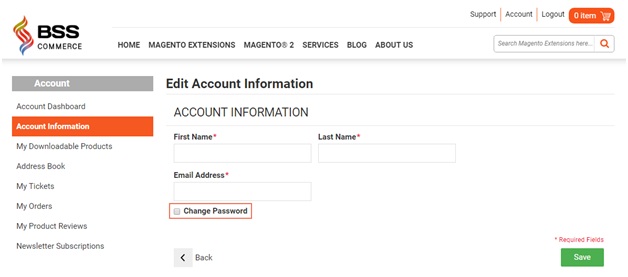 Support Account Logout 0 Item
BSS
COMMERCE
HOME MAGENTO EXTENSIONS MAGENTO® 2 SERVICES BLOG ABOUT US
Search Magento Extensions here...
Account
Account Dashboard
Account Information
My Downloadable Products
Address Book
My Tickets
My Orders
My Product Reviews
Newsletter Subscriptions
Edit Account Information
ACCOUNT INFORMATION
First Name* Last Name*
Email Address*
Change Password
* Required Fields
Back Save